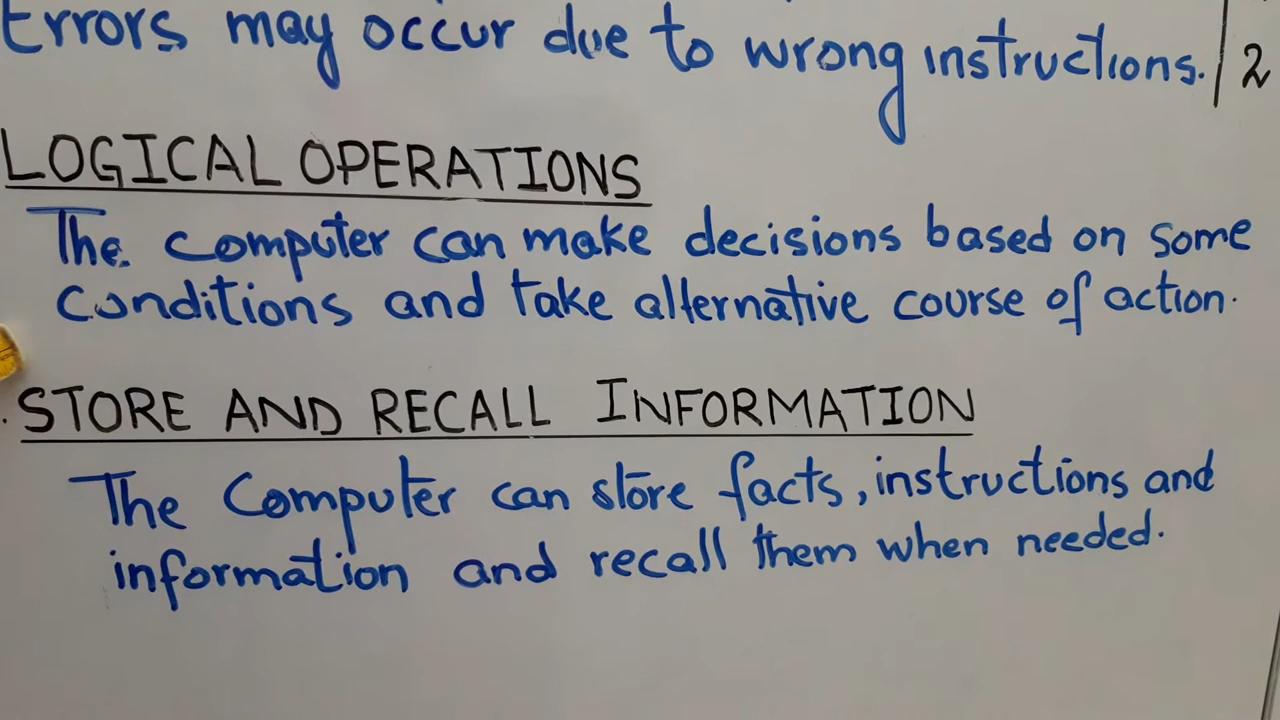 Errors may occur due to wrong instructions. 2
LOGICAL OPERATIONS
The computer can make decisions based on some
conditions and take alternative course of action.
STORE AND RECALL INFORMATION
The Computer can store facts, instructions and
information and recall them when needed.